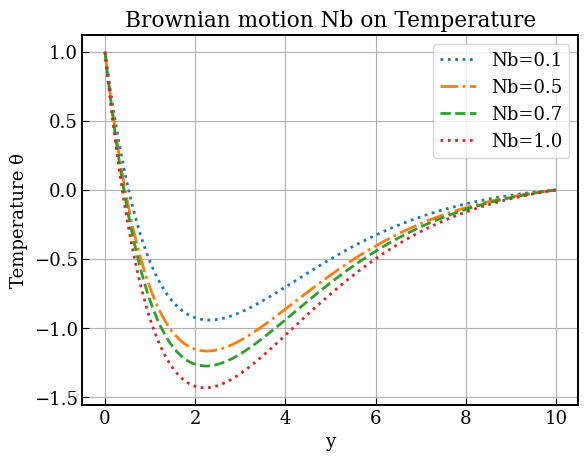 Brownian motion Nb on Temperature
Temperature θ
1.0
0.5
0.0
−0.5
−1.0
−1.5
Nb=0.1
Nb=0.5
Nb=0.7
Nb=1.0
0 2 4 6 8 10
y